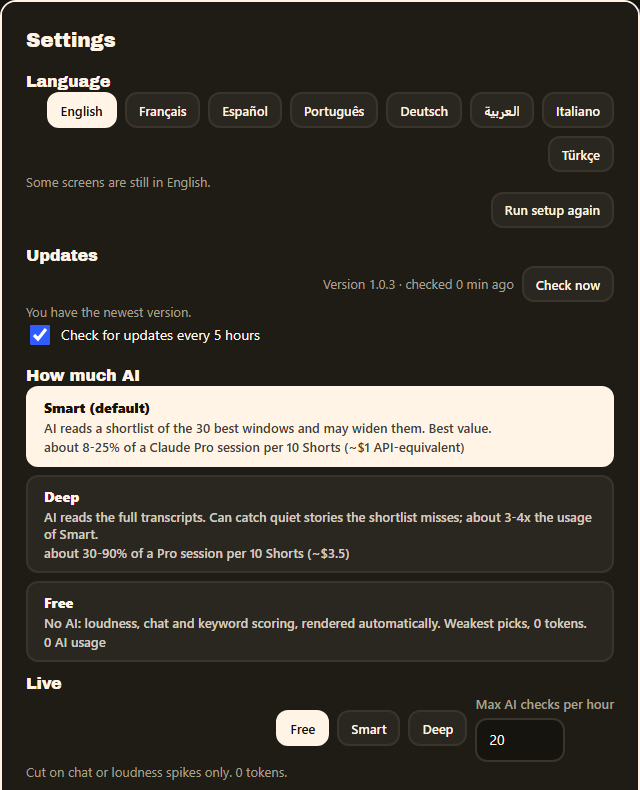 Settings
Language
English Français Español Português Deutsch العربية Italiano
Türkçe
Some screens are still in English.
Run setup again
Updates
Version 1.0.3 · checked 0 min ago Check now
You have the newest version.
Check for updates every 5 hours
How much AI
Smart (default)
AI reads a shortlist of the 30 best windows and may widen them. Best value.
about 8-25% of a Claude Pro session per 10 Shorts (~$1 API-equivalent)
Deep
AI reads the full transcripts. Can catch quiet stories the shortlist misses; about 3-4x the usage
of Smart.
about 30-90% of a Pro session per 10 Shorts (~$3.5)
Free
No AI: loudness, chat and keyword scoring, rendered automatically. Weakest picks, 0 tokens.
0 AI usage
Live
Max AI checks per hour
Free Smart Deep 20
Cut on chat or loudness spikes only. 0 tokens.